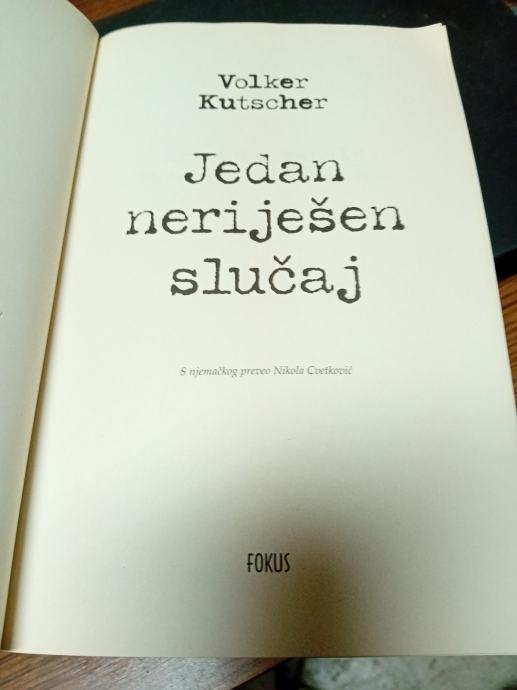 Volker
Kutscher
Jedan
neriješen
slučaj
S njemačkog preveo Nikola Cvetković
FOKUS